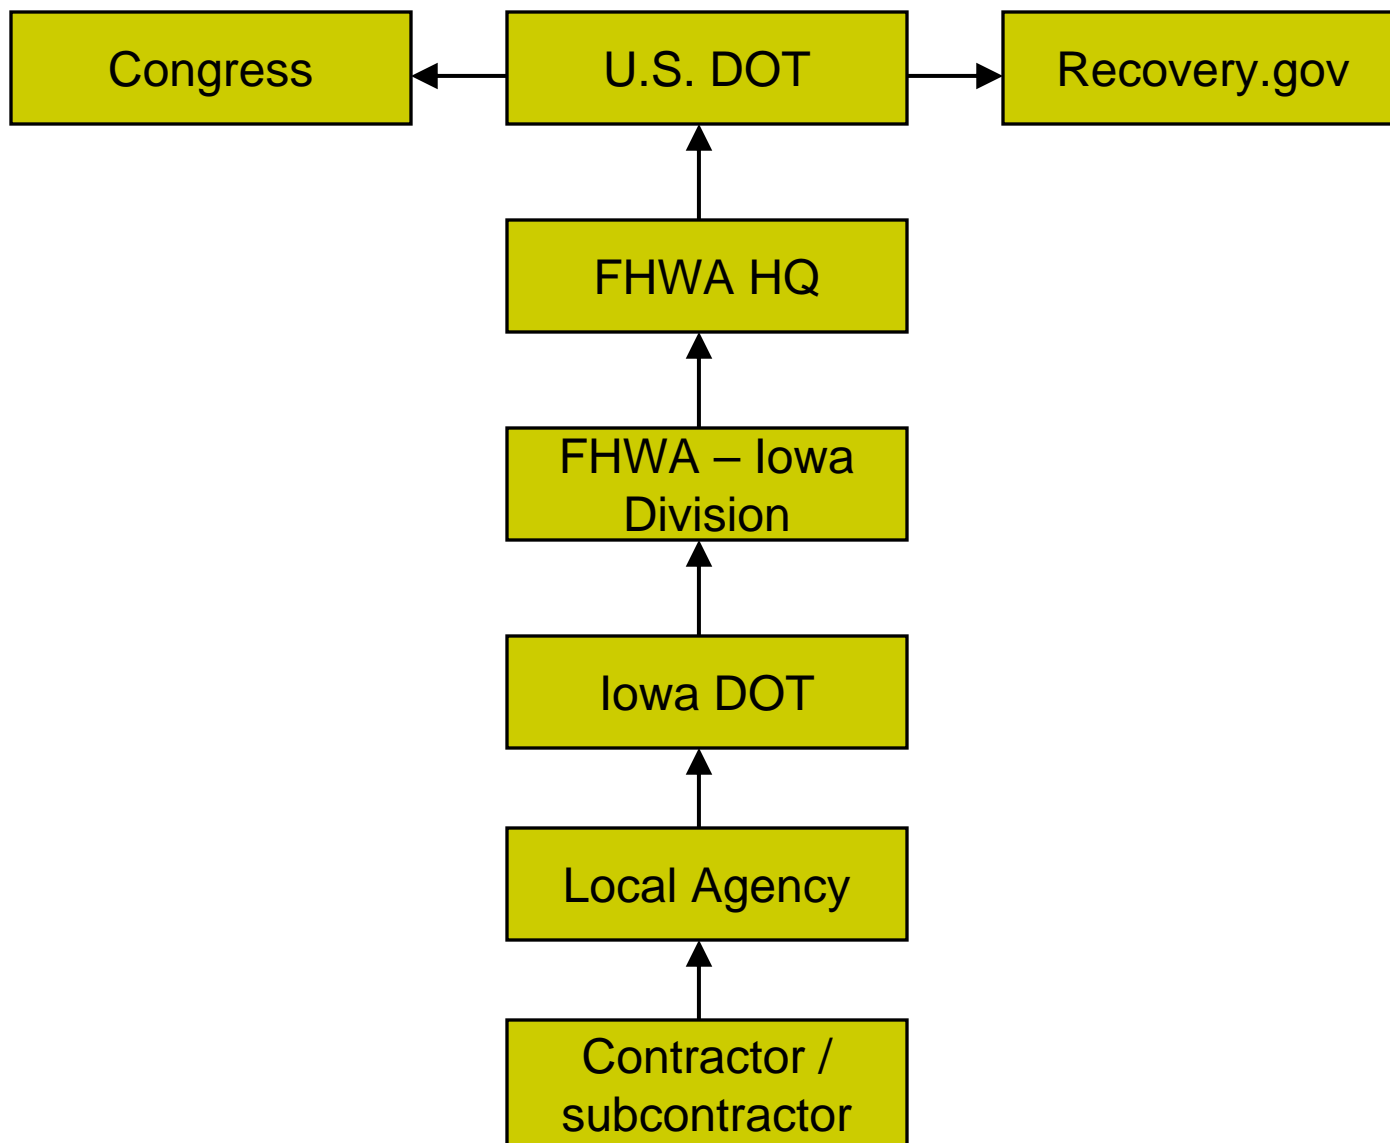 Congress
U.S. DOT
Recovery.gov
FHWA HQ
FHWA – Iowa
Division
Iowa DOT
Local Agency
Contractor /
subcontractor